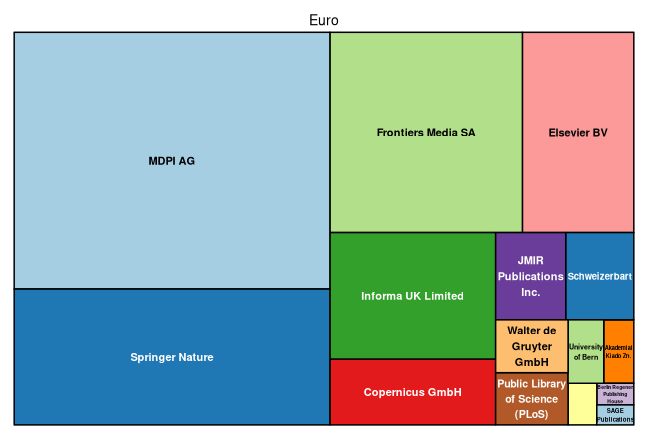 Euro
MDPI AG
Frontiers Media SA
Elsevier BV
Springer Nature
Informa UK Limited
Copernicus GmbH
JMIR
Publications
Inc.
Schweizerbart
Walter de
Gruyter
GmbH
Public Library
of Science
(PLoS)
University
of Bern
Akademiai
Kiado Zn.
Berlin Regener
Publishing
House
SAGE
Publications